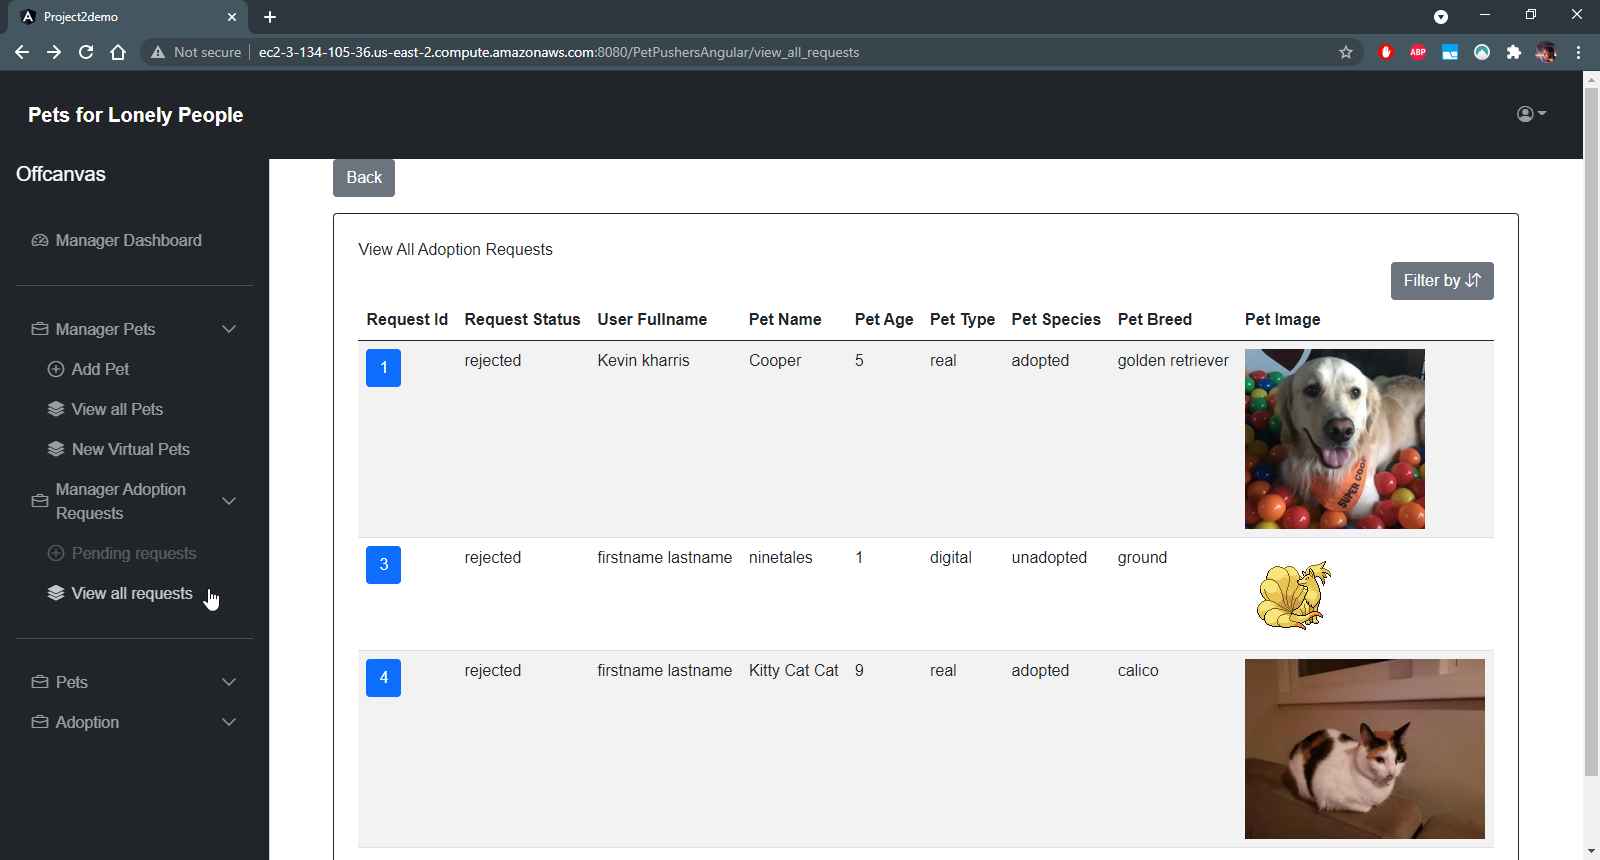 Project2demo
Not secure
ec2-3-134-105-36.us-east-2.compute.amazonaws.com:8080/PetPushersAngular/view_all_requests
ABP
Pets for Lonely People
Offcanvas
Manager Dashboard
Manager Pets
Add Pet
View all Pets
New Virtual Pets
Manager Adoption
Requests
Pending requests
View all requests
Pets
Adoption
Back
View All Adoption Requests
Filter by
Request Id Request Status User Fullname Pet Name Pet Age Pet Type Pet Species Pet Breed Pet Image
1 rejected Kevin kharris Cooper 5 real adopted golden retriever
SUPER COOP
3 rejected firstname lastname ninetales 1 digital unadopted ground
4 rejected firstname lastname Kitty Cat Cat 9 real adopted calico